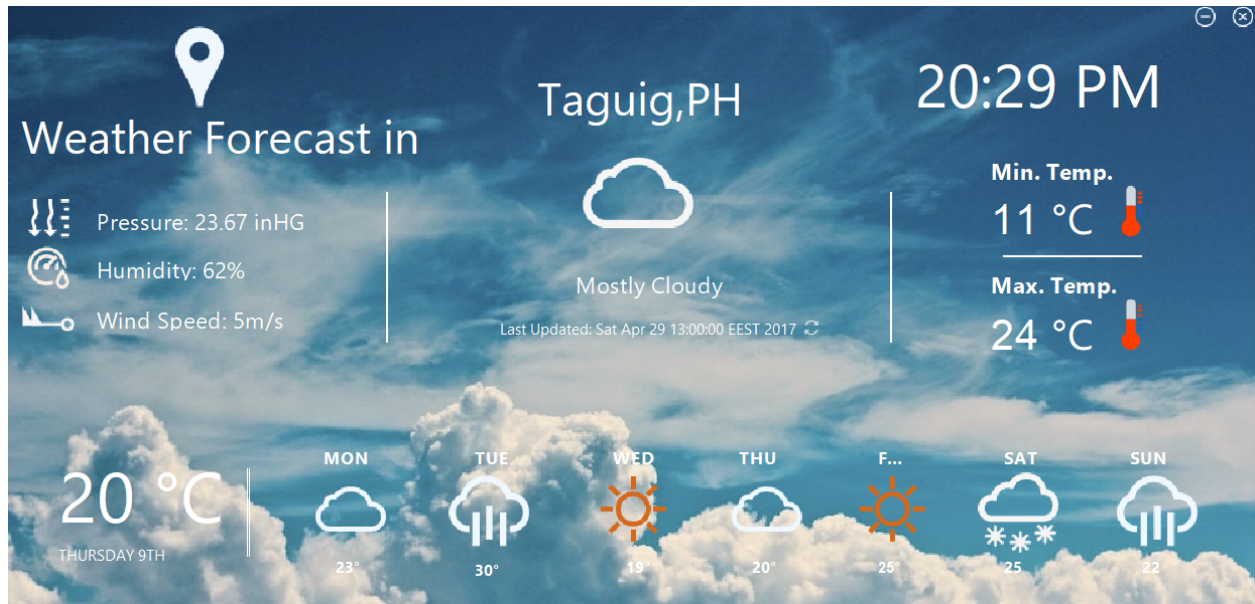 Weather Forecast in
Taguig,PH
20:29 PM
Pressure: 23.67 inHG
Humidity: 62%
Wind Speed: 5m/s
Mostly Cloudy
Last Updated: Sat Apr 29 13:00:00 EEST 2017
Min. Temp.
11 °C
Max. Temp.
24 °C
20 °C
THURSDAY 9TH
MON TUE WED THU F... SAT SUN
23° 30° 19° 20° 25° 25 22